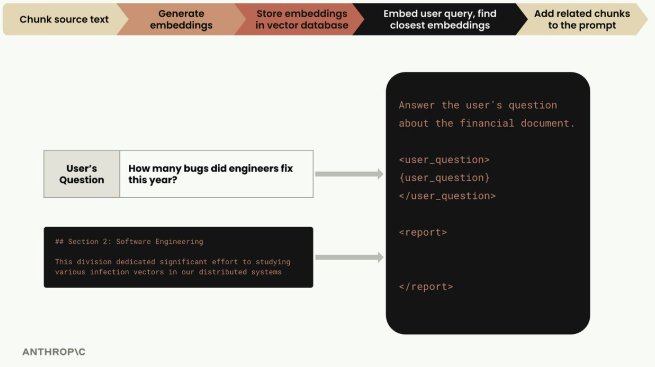 Chunk source text
Generate
embeddings
Store embeddings
in vector database
Embed user query, find
closest embeddings
Add related chunks
to the prompt
User's
Question
How many bugs did engineers fix
this year?
## Section 2: Software Engineering
This division dedicated significant effort to studying
various infection vectors in our distributed systems
Answer the user's question
about the financial document.
<user_question>
{user_question}
</user_question>
<report>
</report>
ANTHROP\C